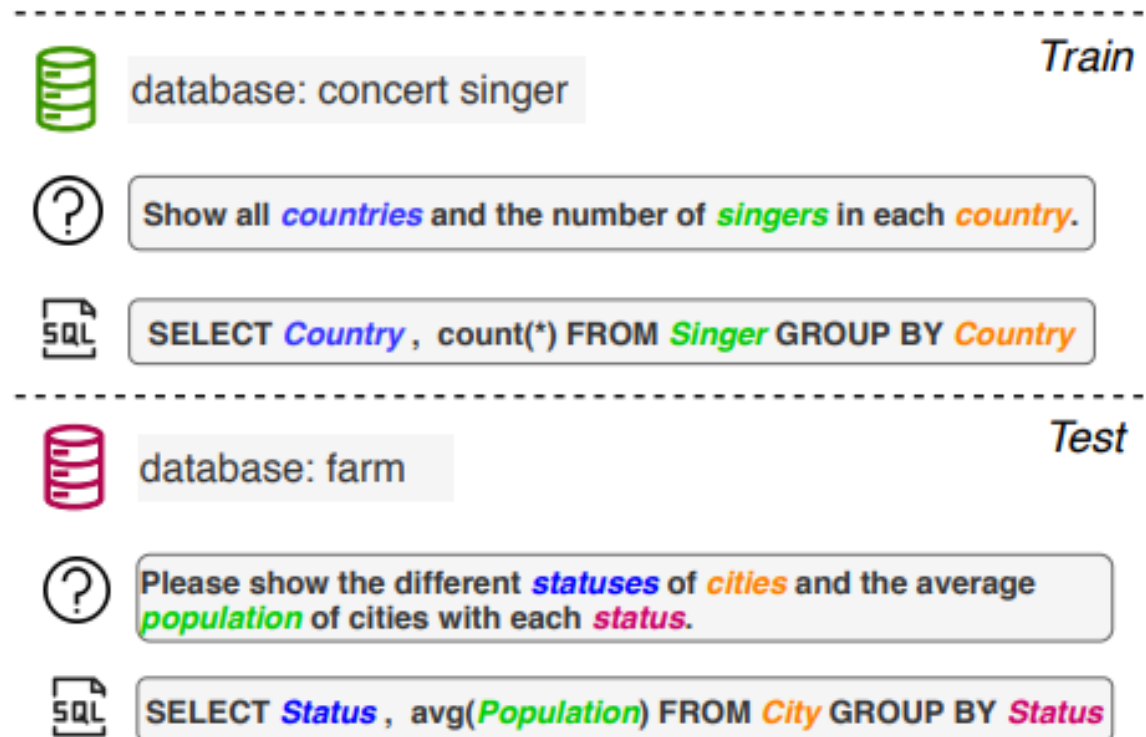 Train
database: concert singer
Show all countries and the number of singers in each country.
SQL
SELECT Country , count(*) FROM Singer GROUP BY Country
Test
database: farm
Please show the different statuses of cities and the average
population of cities with each status.
SQL
SELECT Status , avg(Population) FROM City GROUP BY Status